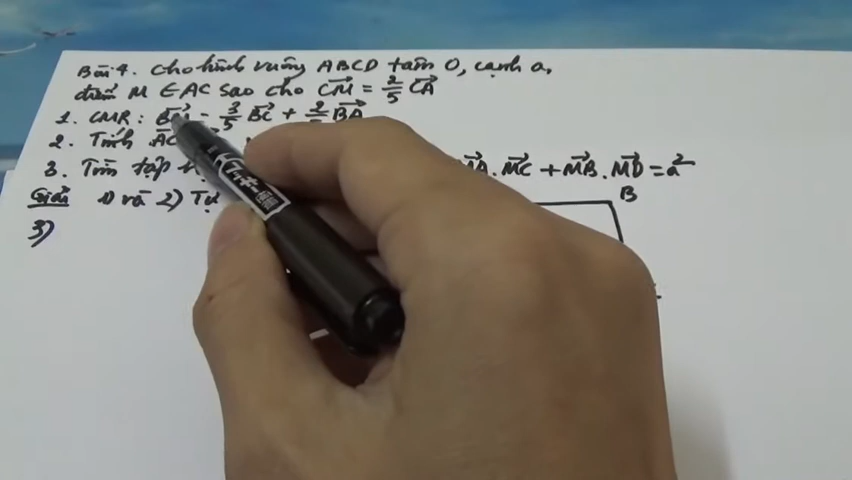 Bài 4. Cho hình vuông ABCD tâm O, cạnh a,
điểm M ∈ AC sao cho CM⃗ = 2/5 CA⃗
1. CMR: BM⃗ = 3/5 BC⃗ + 2/5 BA⃗
2. Tính AC
3. Tìm tập MA⃗. MC⃗ + MB⃗. MD⃗ = a²
Giải 1) và 2) Tự
B
3)